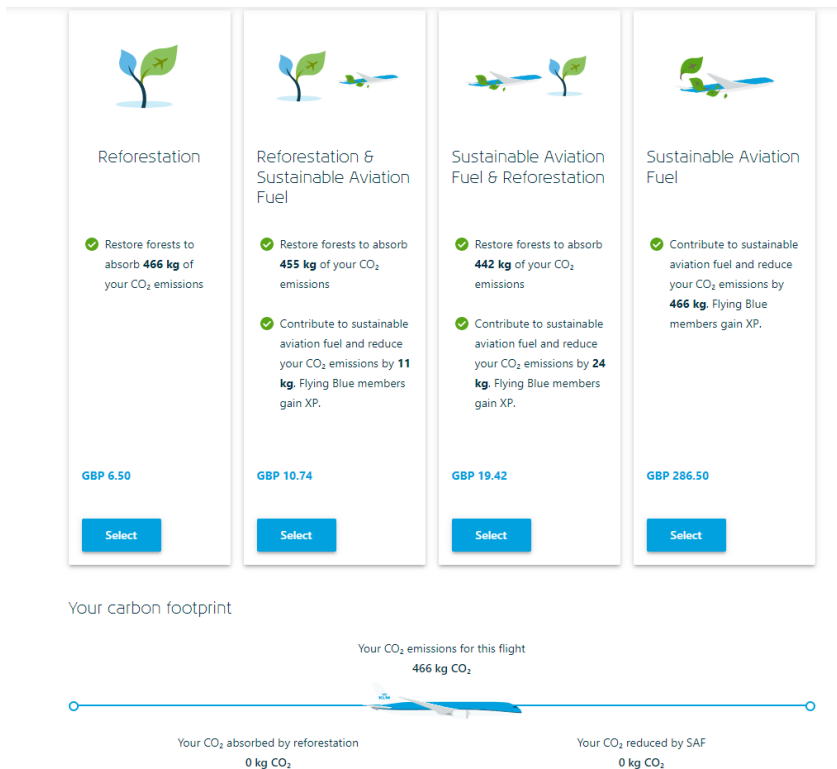 Reforestation
Restore forests to
absorb 466 kg of
your CO₂ emissions
GBP 6.50
Select
Reforestation &
Sustainable Aviation
Fuel
Restore forests to absorb
455 kg of your CO₂
emissions
Contribute to sustainable
aviation fuel and reduce
your CO₂ emissions by 11
kg. Flying Blue members
gain XP.
GBP 10.74
Select
Sustainable Aviation
Fuel & Reforestation
Restore forests to absorb
442 kg of your CO₂
emissions
Contribute to sustainable
aviation fuel and reduce
your CO₂ emissions by 24
kg. Flying Blue members
gain XP.
GBP 19.42
Select
Sustainable Aviation
Fuel
Contribute to sustainable
aviation fuel and reduce
your CO₂ emissions by
466 kg. Flying Blue
members gain XP.
GBP 286.50
Select
Your carbon footprint
Your CO₂ emissions for this flight
466 kg CO₂
KLM
Your CO₂ absorbed by reforestation
0 kg CO₂
Your CO₂ reduced by SAF
0 kg CO₂